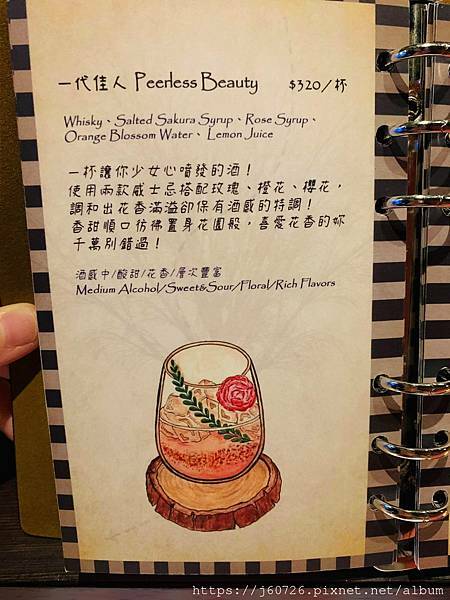 一代佳人 Peerless Beauty $320/杯
Whisky、Salted Sakura Syrup、Rose Syrup、
Orange Blossom Water、Lemon Juice
一杯讓你少女心噴發的酒！
使用兩款威士忌搭配玫瑰、橙花、櫻花，
調和出花香滿溢卻保有酒感的特調！
香甜順口彷彿置身花園般，喜愛花香的妳
千萬別錯過！
酒感中/酸甜/花香/層次豐富
Medium Alcohol/Sweet&Sour/Floral/Rich Flavors
https://j60726.pixnet.net/album